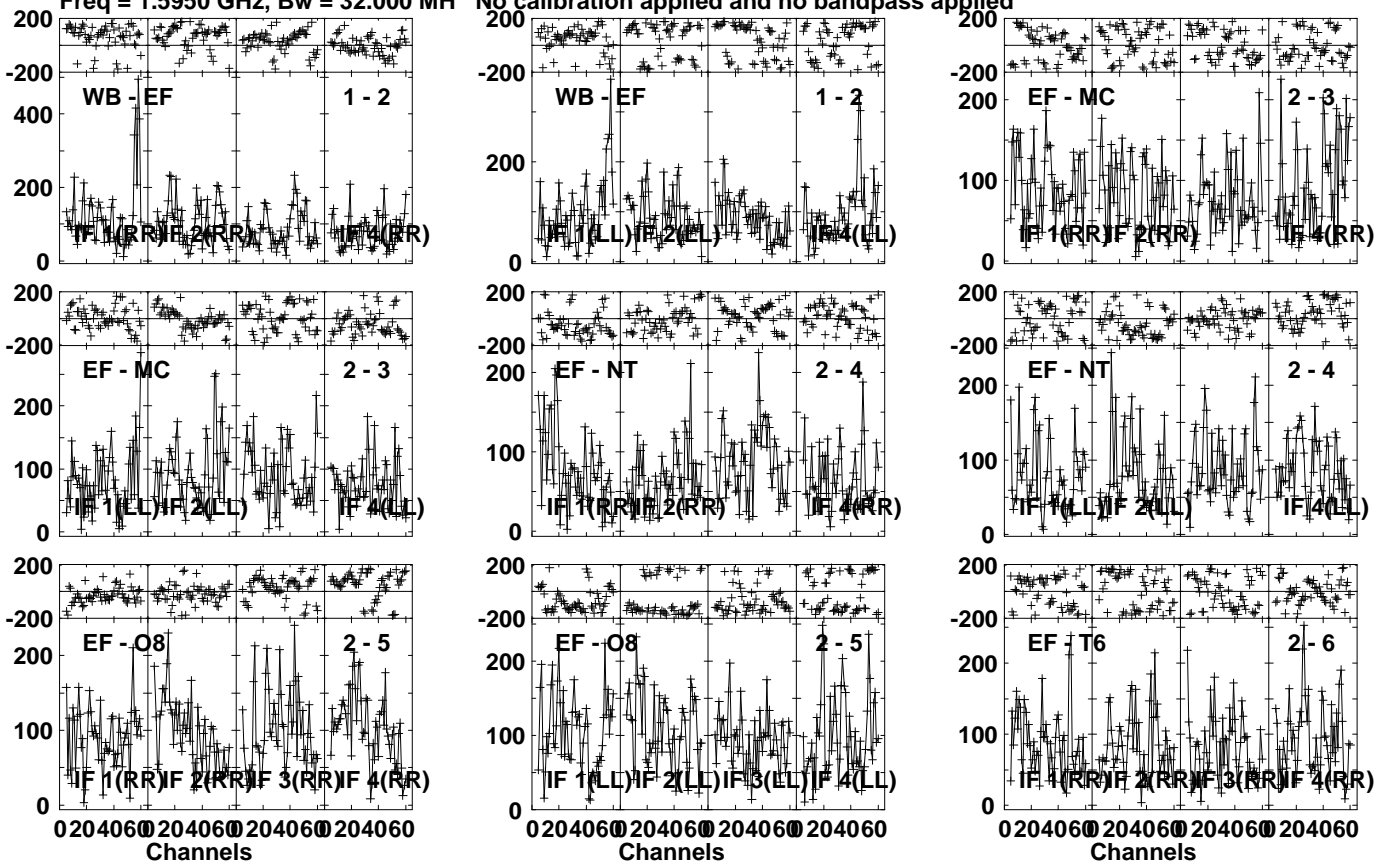 Freq = 1.5950 GHz, Bw = 32.000 MH No calibration applied and no bandpass applied
200
-200
WB - EF 1 - 2
400
200
0
IF 1(RR) IF 2(RR) IF 4(RR)
200
-200
WB - EF 1 - 2
200
0
IF 1(LL) IF 2(LL) IF 4(LL)
200
-200
EF - MC 2 - 3
200
100
0
IF 1(RR) IF 2(RR) IF 4(RR)
200
-200
EF - MC 2 - 3
200
100
0
IF 1(LL) IF 2(LL) IF 4(LL)
200
-200
EF - NT 2 - 4
200
100
0
IF 1(RR) IF 2(RR) IF 4(RR)
200
-200
EF - NT 2 - 4
200
100
0
IF 1(LL) IF 2(LL) IF 4(LL)
200
-200
EF - O8 2 - 5
200
100
0
IF 1(RR) IF 2(RR) IF 3(RR) IF 4(RR)
0 20 40 60 0 20 40 60 0 20 40 60 0 20 40 60
Channels
200
-200
EF - O8 2 - 5
200
100
0
IF 1(LL) IF 2(LL) IF 3(LL) IF 4(LL)
0 20 40 60 0 20 40 60 0 20 40 60 0 20 40 60
Channels
200
-200
EF - T6 2 - 6
200
100
0
IF 1(RR) IF 2(RR) IF 3(RR) IF 4(RR)
0 20 40 60 0 20 40 60 0 20 40 60 0 20 40 60
Channels